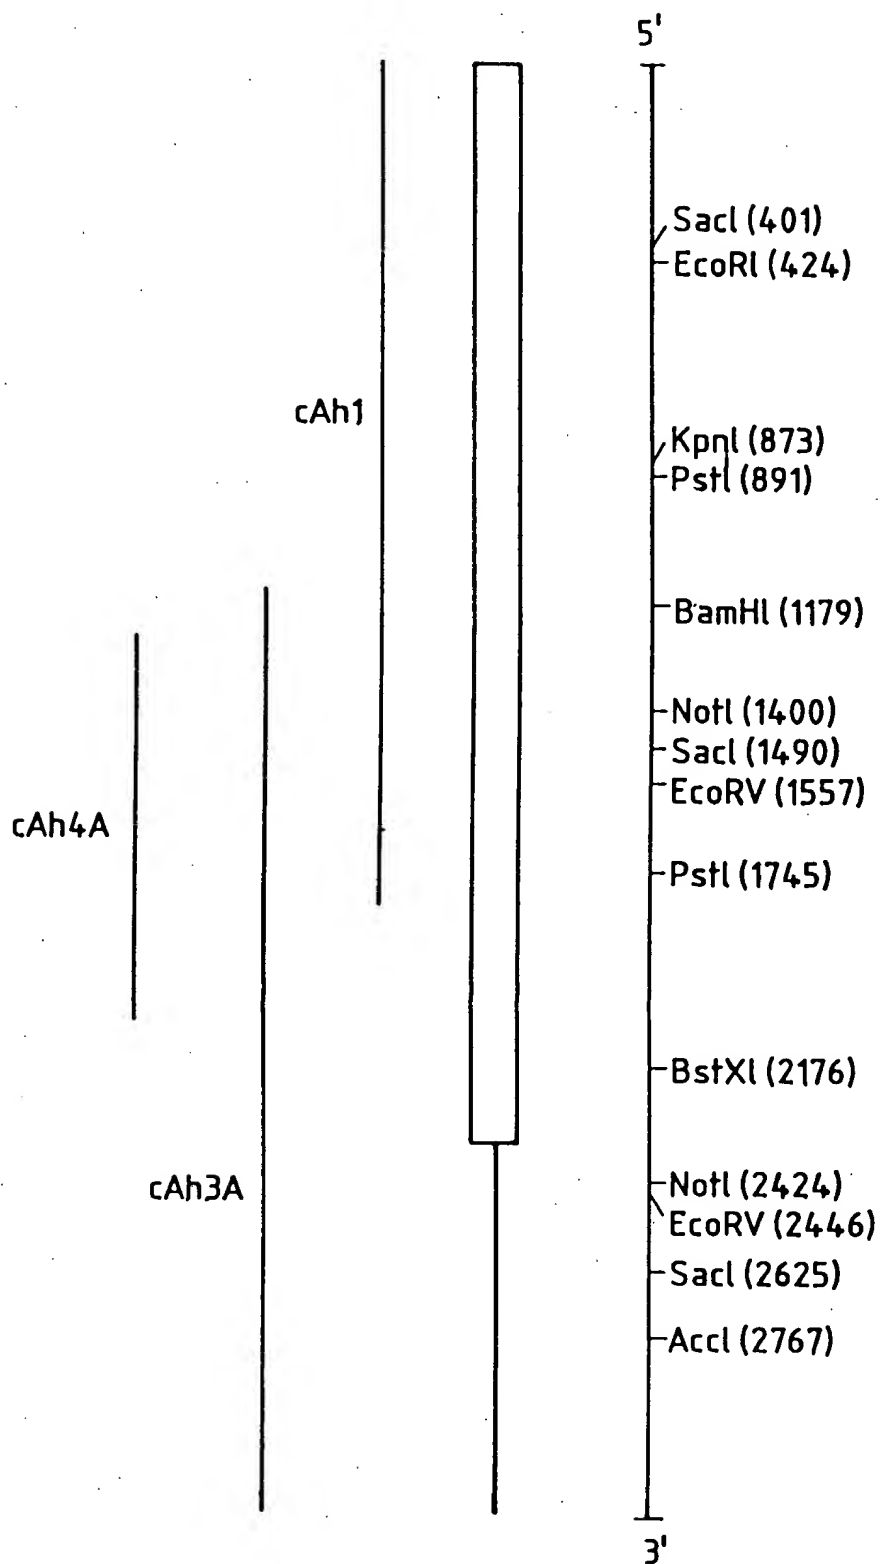 5'
SacI (401)
EcoRI (424)
cAh1
KpnI (873)
PstI (891)
BamHI (1179)
NotI (1400)
SacI (1490)
EcoRV (1557)
cAh4A
PstI (1745)
BstXI (2176)
cAh3A
NotI (2424)
EcoRV (2446)
SacI (2625)
AccI (2767)
3'